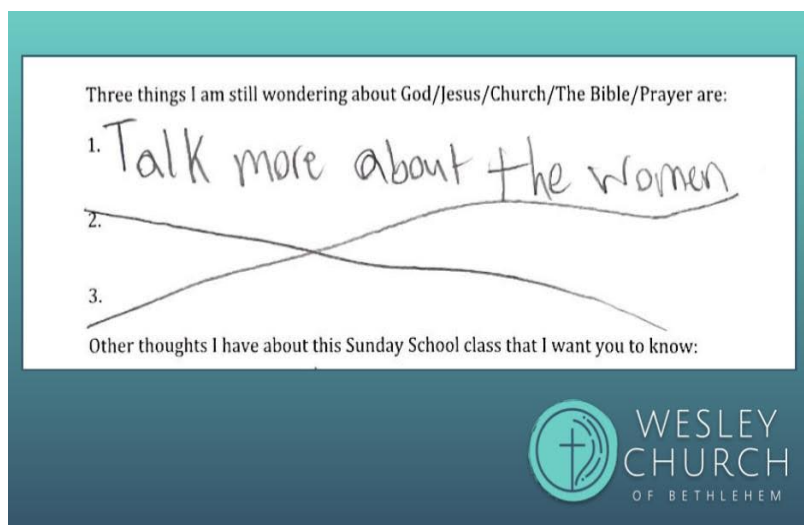 Three things I am still wondering about God/Jesus/Church/The Bible/Prayer are:
1. Talk more about the women
2.
3.
Other thoughts I have about this Sunday School class that I want you to know:
WESLEY
CHURCH
OF BETHLEHEM